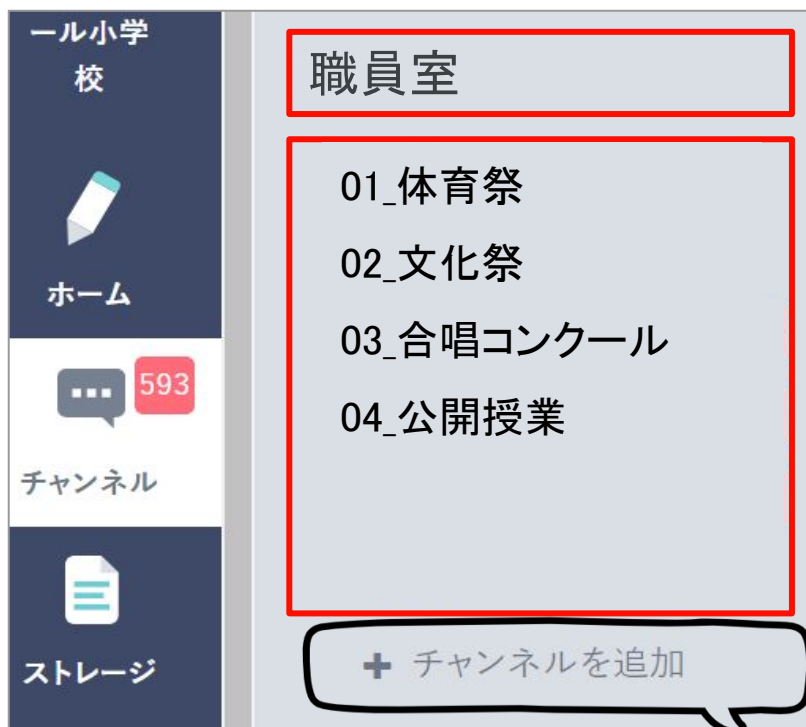 ール小学
校
ホーム
593
チャンネル
ストレージ
職員室
01_体育祭
02_文化祭
03_合唱コンクール
04_公開授業
+ チャンネルを追加